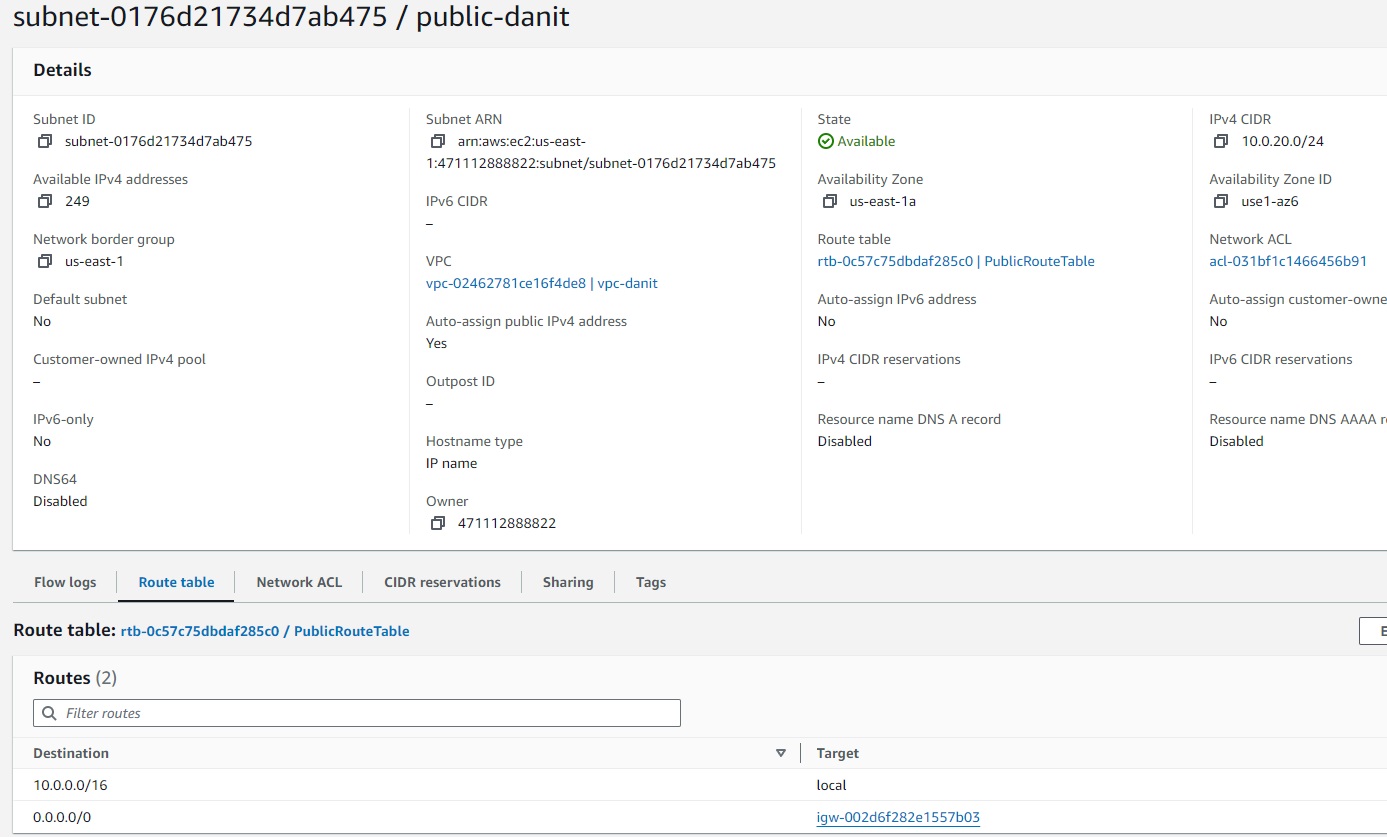 subnet-0176d21734d7ab475 / public-danit
Details
Subnet ID
subnet-0176d21734d7ab475
Available IPv4 addresses
249
Network border group
us-east-1
Default subnet
No
Customer-owned IPv4 pool
–
IPv6-only
No
DNS64
Disabled
Subnet ARN
arn:aws:ec2:us-east-
1:471112888822:subnet/subnet-0176d21734d7ab475
IPv6 CIDR
–
VPC
vpc-02462781ce16f4de8 | vpc-danit
Auto-assign public IPv4 address
Yes
Outpost ID
–
Hostname type
IP name
Owner
471112888822
State
Available
Availability Zone
us-east-1a
Route table
rtb-0c57c75dbdaf285c0 | PublicRouteTable
Auto-assign IPv6 address
No
IPv4 CIDR reservations
–
Resource name DNS A record
Disabled
IPv4 CIDR
10.0.20.0/24
Availability Zone ID
use1-az6
Network ACL
acl-031bf1c1466456b91
Auto-assign customer-owne
No
IPv6 CIDR reservations
–
Resource name DNS AAAA r
Disabled
Flow logs
Route table
Network ACL
CIDR reservations
Sharing
Tags
Route table: rtb-0c57c75dbdaf285c0 / PublicRouteTable
Routes (2)
Filter routes
Destination
Target
10.0.0.0/16
local
0.0.0.0/0
igw-002d6f282e1557b03